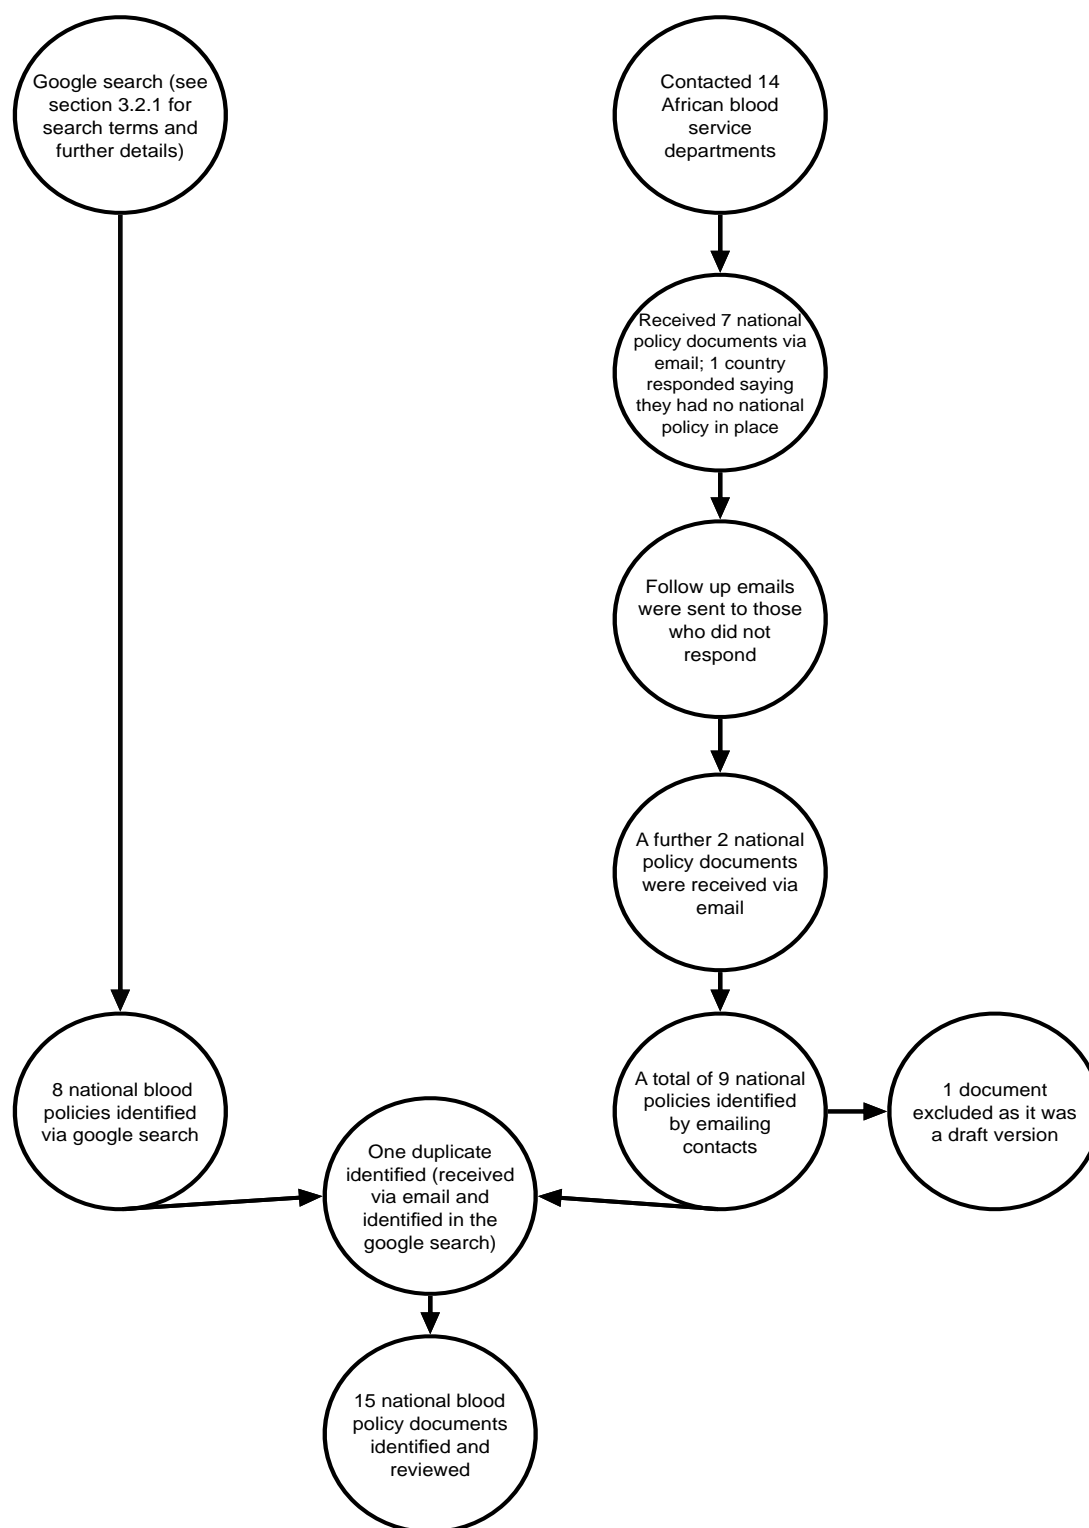 Google search (see
section 3.2.1 for
search terms and
further details)
Contacted 14
African blood
service
departments
Received 7 national
policy documents via
email; 1 country
responded saying
they had no national
policy in place
Follow up emails
were sent to those
who did not
respond
A further 2 national
policy documents
were received via
email
8 national blood
policies identified
via google search
A total of 9 national
policies identified
by emailing
contacts
1 document
excluded as it was
a draft version
One duplicate
identified (received
via email and
identified in the
google search)
15 national blood
policy documents
identified and
reviewed